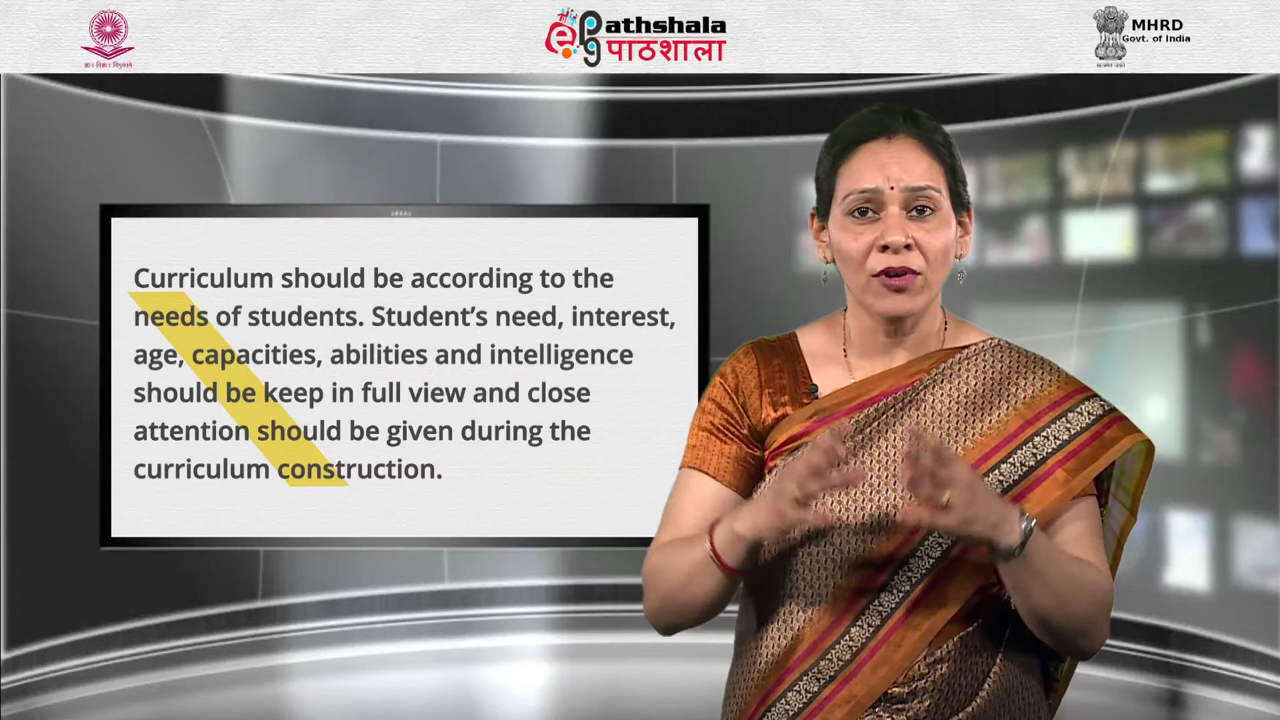 ePathshala
पाठशाला
MHRD
Govt. of India
Curriculum should be according to the
needs of students. Student’s need, interest,
age, capacities, abilities and intelligence
should be keep in full view and close
attention should be given during the
curriculum construction.